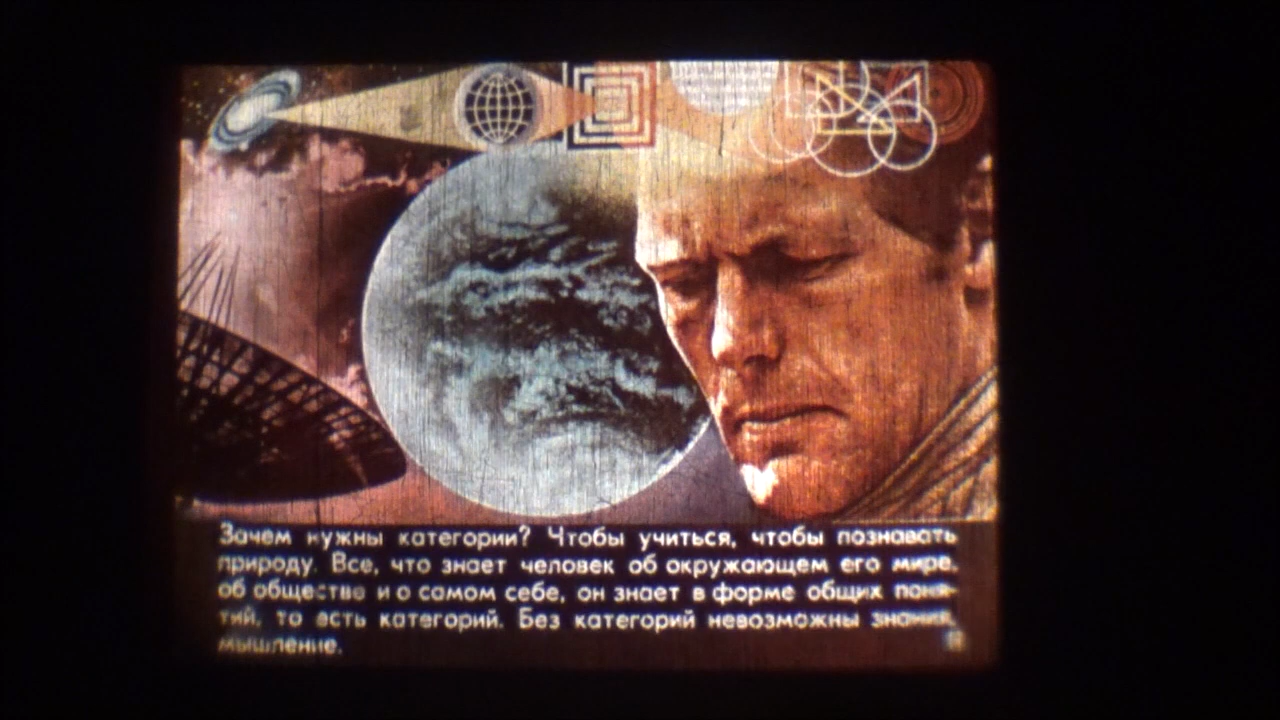 Зачем нужны категории? Чтобы учиться, чтобы познавать
природу. Все, что знает человек об окружающем его мире,
об обществе и о самом себе, он знает в форме общих поня-
тий, то есть категорий. Без категорий невозможны знания,
мышление.